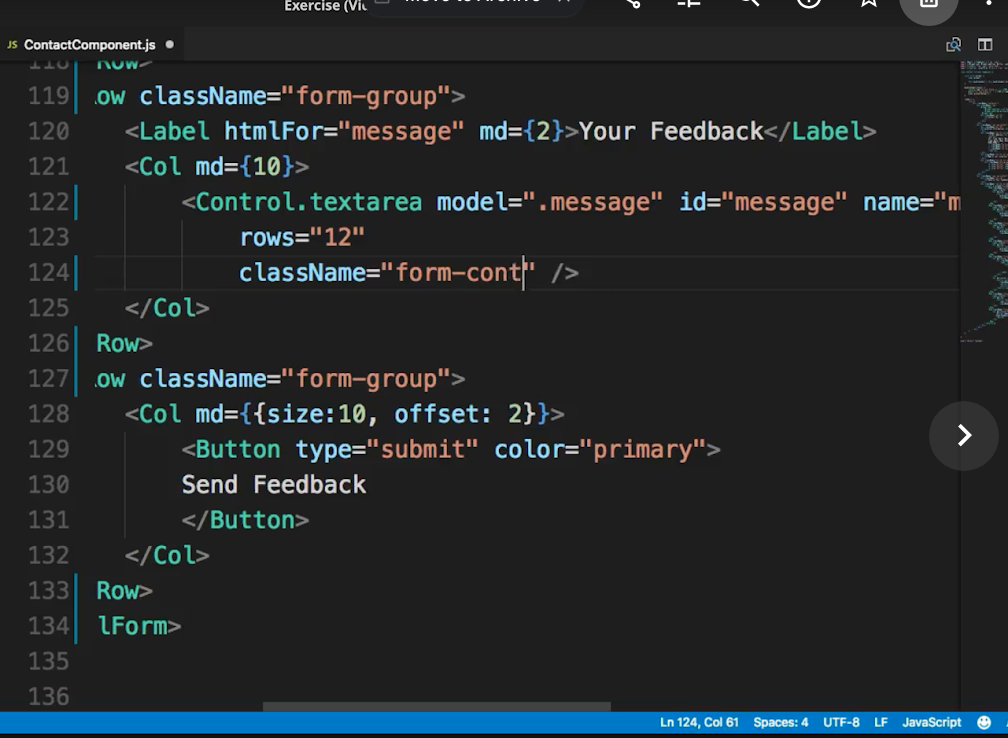 Exercise (Vi
JS ContactComponent.js
118 Row>
119 ow className="form-group">
120 <Label htmlFor="message" md={2}>Your Feedback</Label>
121 <Col md={10}>
122 <Control.textarea model=".message" id="message" name="m
123 rows="12"
124 className="form-cont" />
125 </Col>
126 Row>
127 ow className="form-group">
128 <Col md={{size:10, offset: 2}}>
129 <Button type="submit" color="primary">
130 Send Feedback
131 </Button>
132 </Col>
133 Row>
134 lForm>
135
136
Ln 124, Col 61 Spaces: 4 UTF-8 LF JavaScript